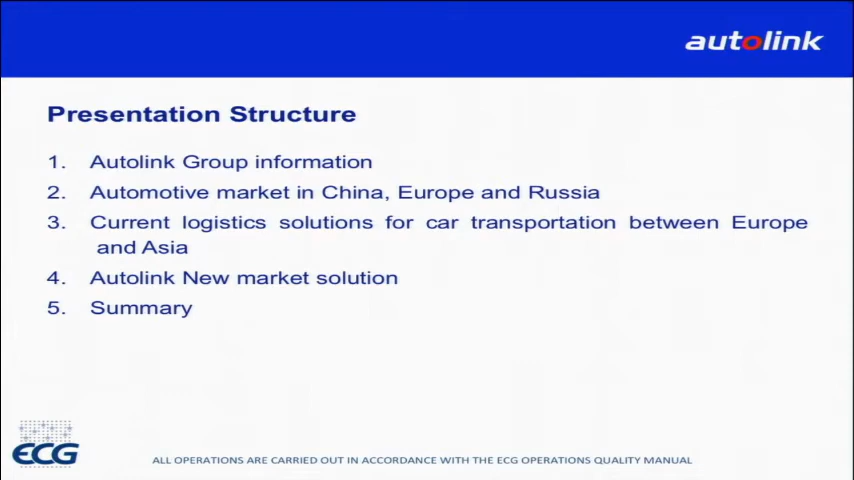 autolink
Presentation Structure
1. Autolink Group information
2. Automotive market in China, Europe and Russia
3. Current logistics solutions for car transportation between Europe
and Asia
4. Autolink New market solution
5. Summary
ECG
ALL OPERATIONS ARE CARRIED OUT IN ACCORDANCE WITH THE ECG OPERATIONS QUALITY MANUAL